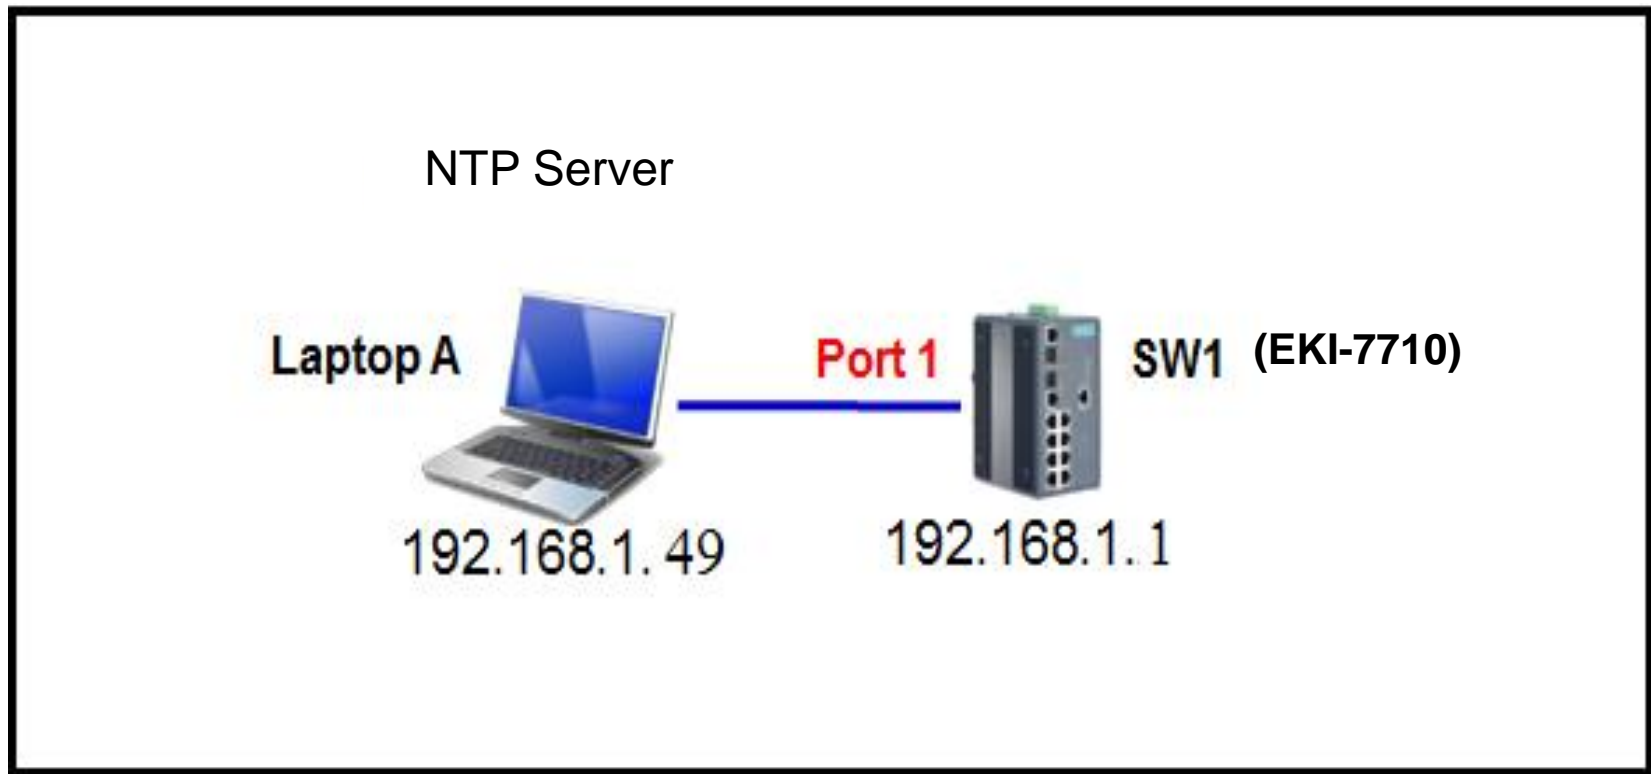 NTP Server
Laptop A
Port 1
SW1 (EKI-7710)
192.168.1. 49
192.168.1. 1